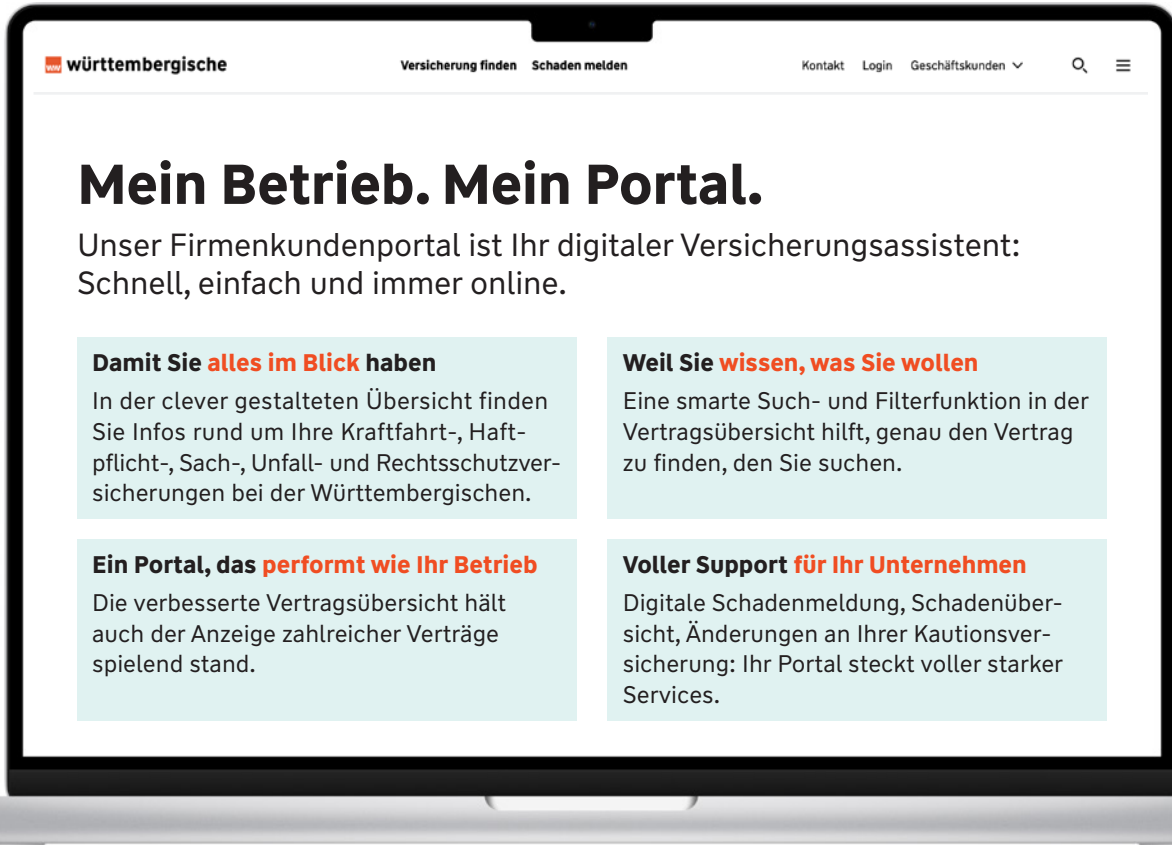 württembergische
Versicherung finden Schaden melden
Kontakt Login Geschäftskunden
Mein Betrieb. Mein Portal.
Unser Firmenkundenportal ist Ihr digitaler Versicherungsassistent:
Schnell, einfach und immer online.
Damit Sie alles im Blick haben
In der clever gestalteten Übersicht finden
Sie Infos rund um Ihre Kraftfahrt-, Haft-
pflicht-, Sach-, Unfall- und Rechtsschutzver-
sicherungen bei der Württembergischen.
Weil Sie wissen, was Sie wollen
Eine smarte Such- und Filterfunktion in der
Vertragsübersicht hilft, genau den Vertrag
zu finden, den Sie suchen.
Ein Portal, das performt wie Ihr Betrieb
Die verbesserte Vertragsübersicht hält
auch der Anzeige zahlreicher Verträge
spielend stand.
Voller Support für Ihr Unternehmen
Digitale Schadenmeldung, Schadenüber-
sicht, Änderungen an Ihrer Kautionsver-
sicherung: Ihr Portal steckt voller starker
Services.